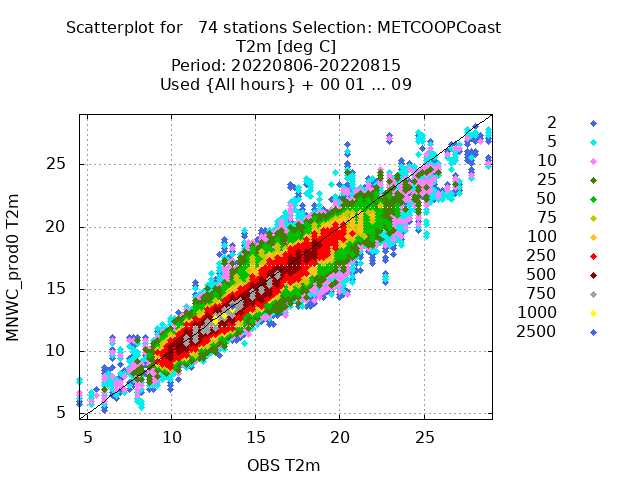 Scatterplot for   74 stations Selection: METCOOPCoast
T2m [deg C]
Period: 20220806-20220815
Used {All hours} + 00 01 ... 09
MNWC_prod0 T2m
25
20
15
10
5
5 10 15 20 25
OBS T2m
2
5
10
25
50
75
100
250
500
750
1000
2500